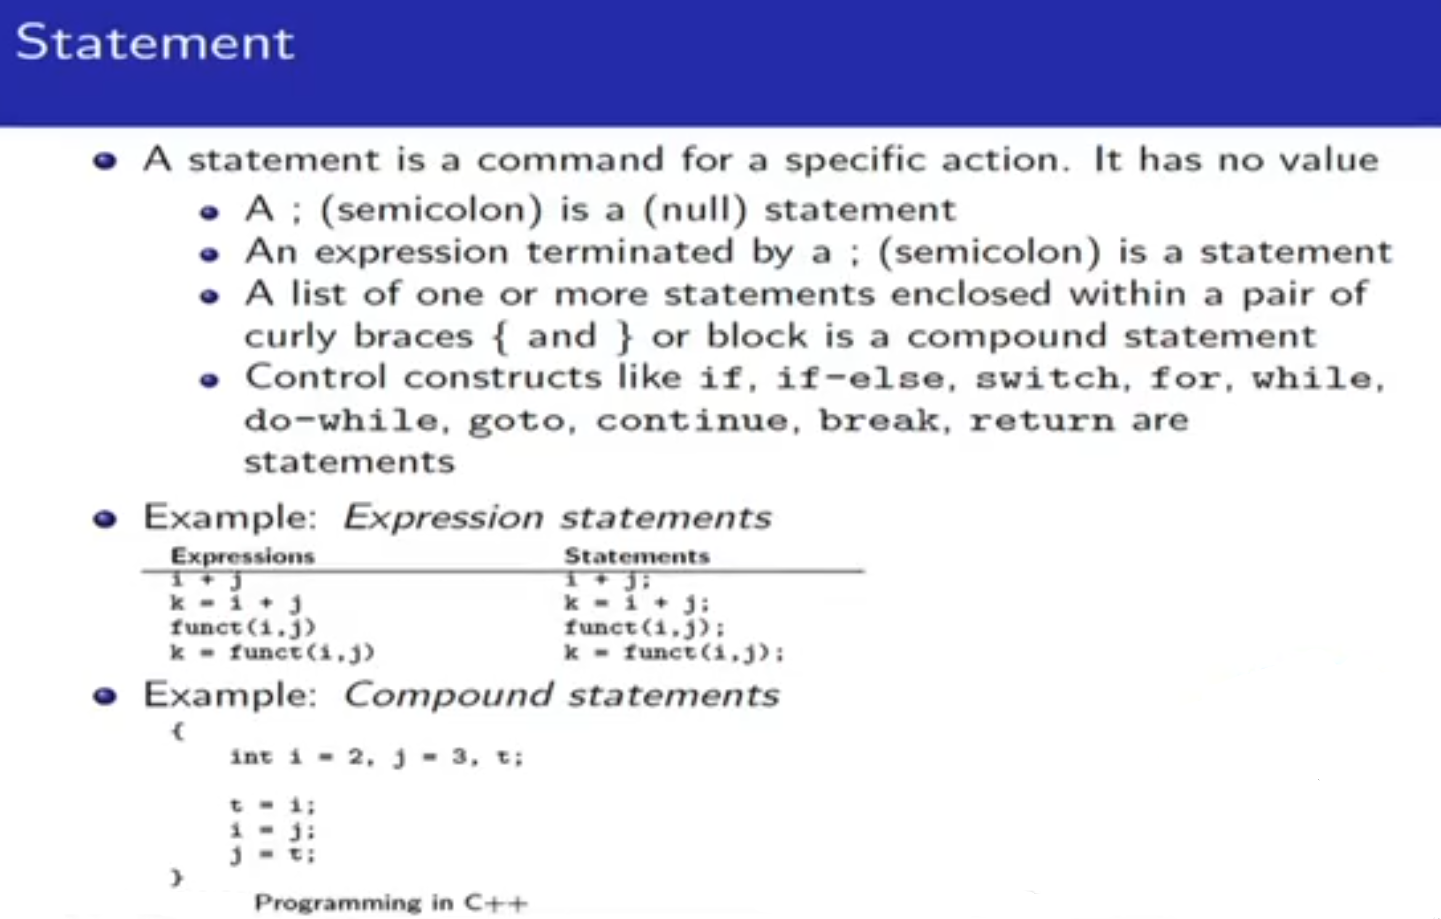 Statement
A statement is a command for a specific action. It has no value
A ; (semicolon) is a (null) statement
An expression terminated by a ; (semicolon) is a statement
A list of one or more statements enclosed within a pair of
curly braces { and } or block is a compound statement
Control constructs like if, if-else, switch, for, while,
do-while, goto, continue, break, return are
statements
Example: Expression statements
Expressions Statements
i + j i + j;
k = i + j k = i + j;
funct(i,j) funct(i,j);
k = funct(i,j) k = funct(i,j);
Example: Compound statements
{
int i = 2, j = 3, t;
t = i;
i = j;
j = t;
}
Programming in C++